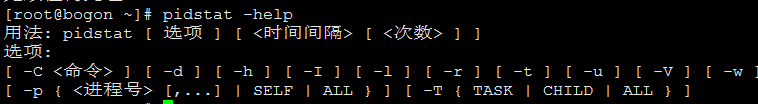 [root@bogon ~]# pidstat -help
用法: pidstat [ 选项 ] [ <时间间隔> [ <次数> ] ]
选项:
[ -C <命令> ] [ -d ] [ -h ] [ -I ] [ -l ] [ -r ] [ -t ] [ -u ] [ -V ] [ -w ]
[ -p { <进程号> [,...] | SELF | ALL } ] [ -T { TASK | CHILD | ALL } ]